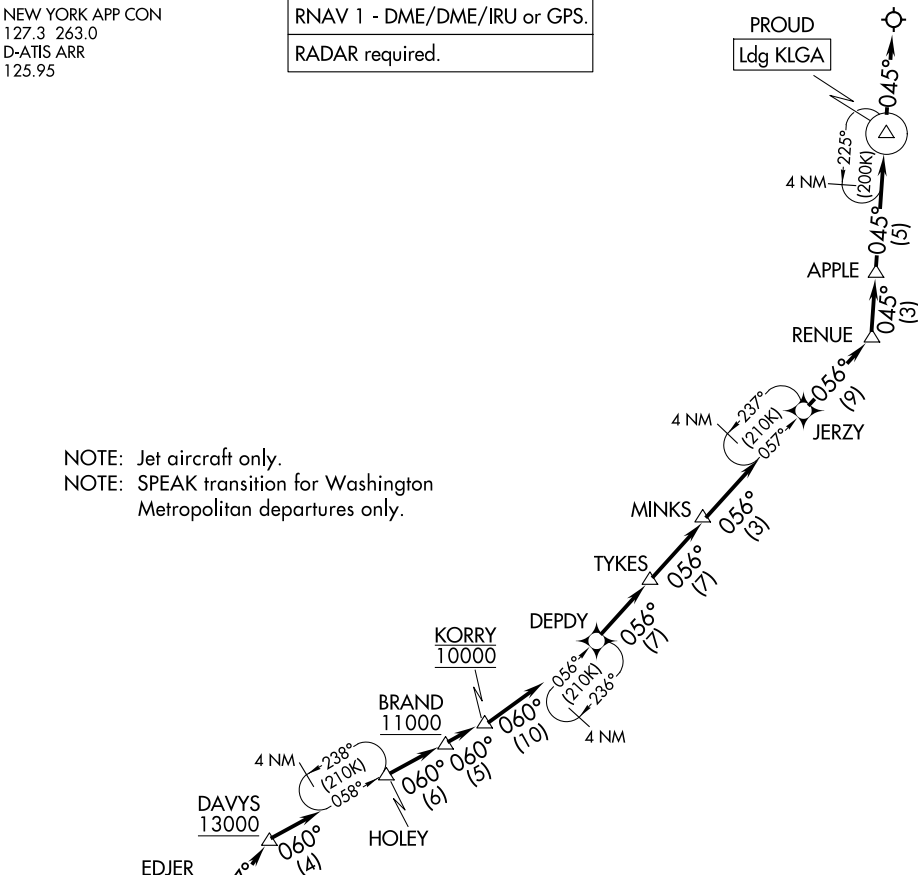 NEW YORK APP CON
127.3 263.0
D-ATIS ARR
125.95
RNAV 1 - DME/DME/IRU or GPS.
RADAR required.
PROUD
Ldg KLGA
045°
225°
(200K)
4 NM
045°
(5)
APPLE
045°
(3)
RENUE
056°
(9)
237°
(210K)
057°
4 NM
JERZY
NOTE: Jet aircraft only.
NOTE: SPEAK transition for Washington
Metropolitan departures only.
MINKS
056°
(3)
TYKES
056°
(7)
DEPDY
056°
(7)
056°
(210K)
236°
4 NM
KORRY
10000
060°
(10)
BRAND
11000
060°
(5)
060°
(6)
4 NM
238°
(210K)
058°
HOLEY
DAVYS
13000
060°
(4)
EDJER